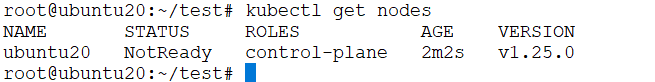 root@ubuntu20:~/test# kubectl get nodes
NAME       STATUS     ROLES           AGE    VERSION
ubuntu20   NotReady   control-plane   2m2s   v1.25.0
root@ubuntu20:~/test#